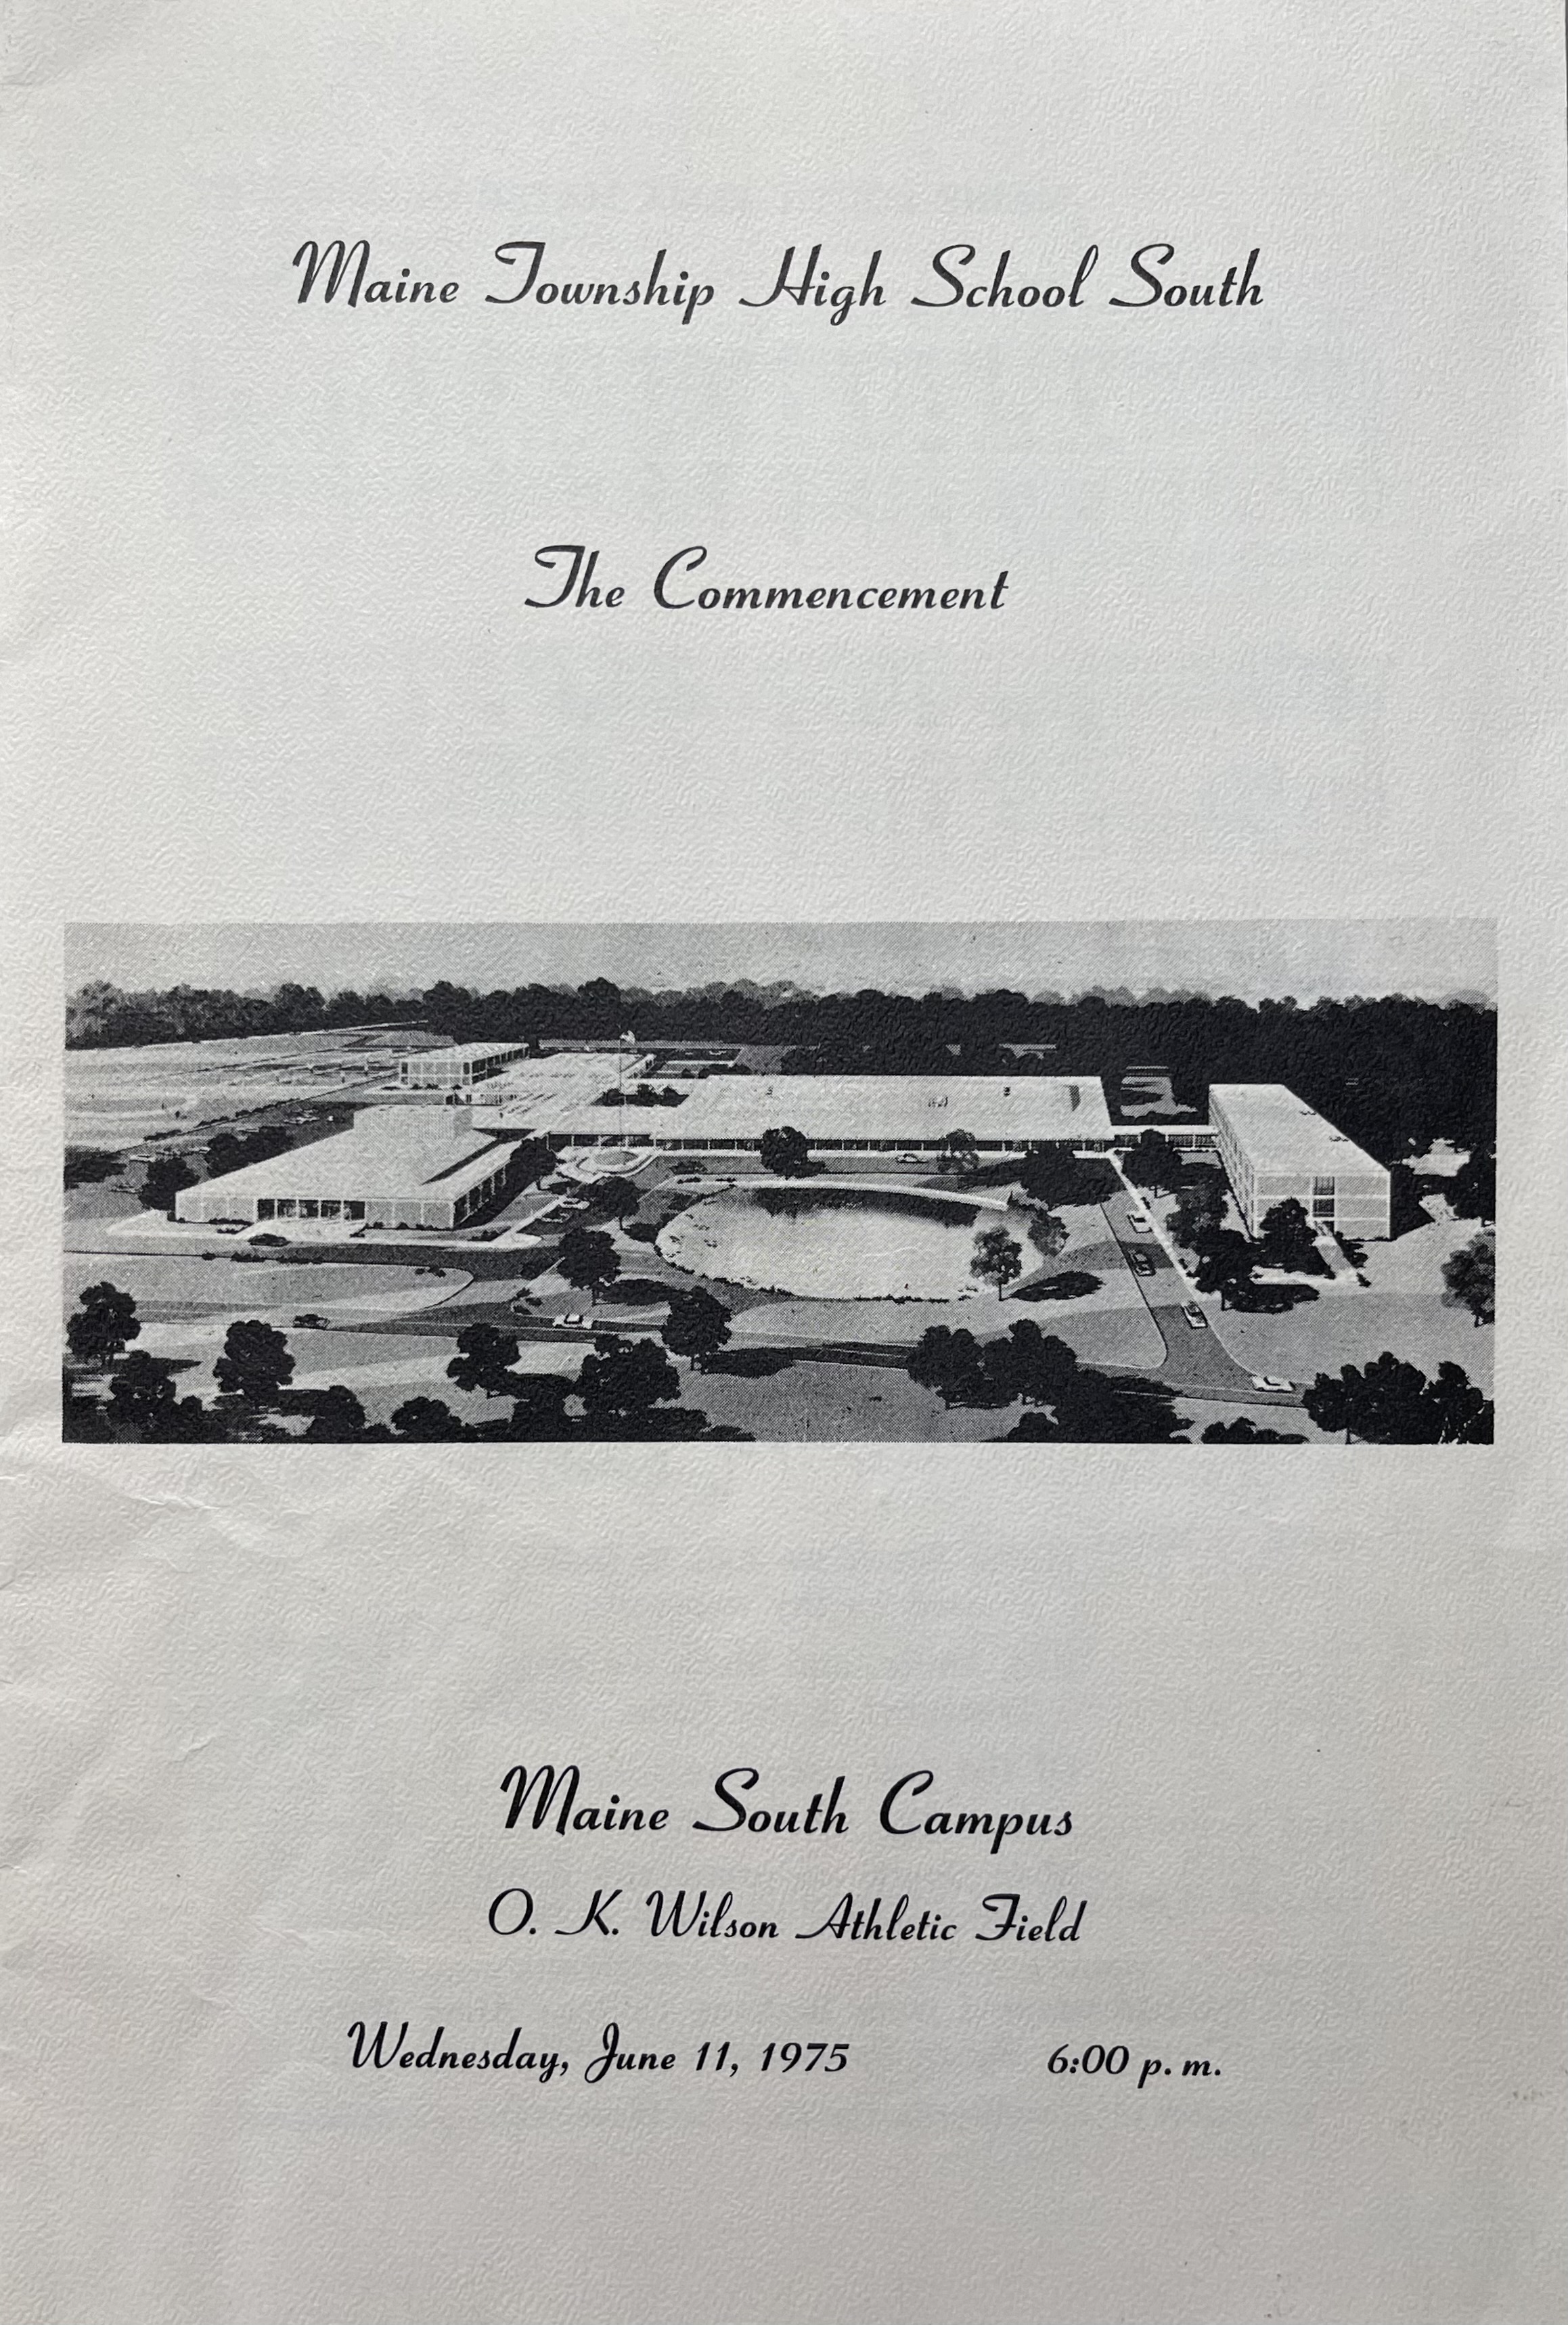 Maine Township High School South
The Commencement
Maine South Campus
O. K. Wilson Athletic Field
Wednesday, June 11, 1975 6:00 p. m.